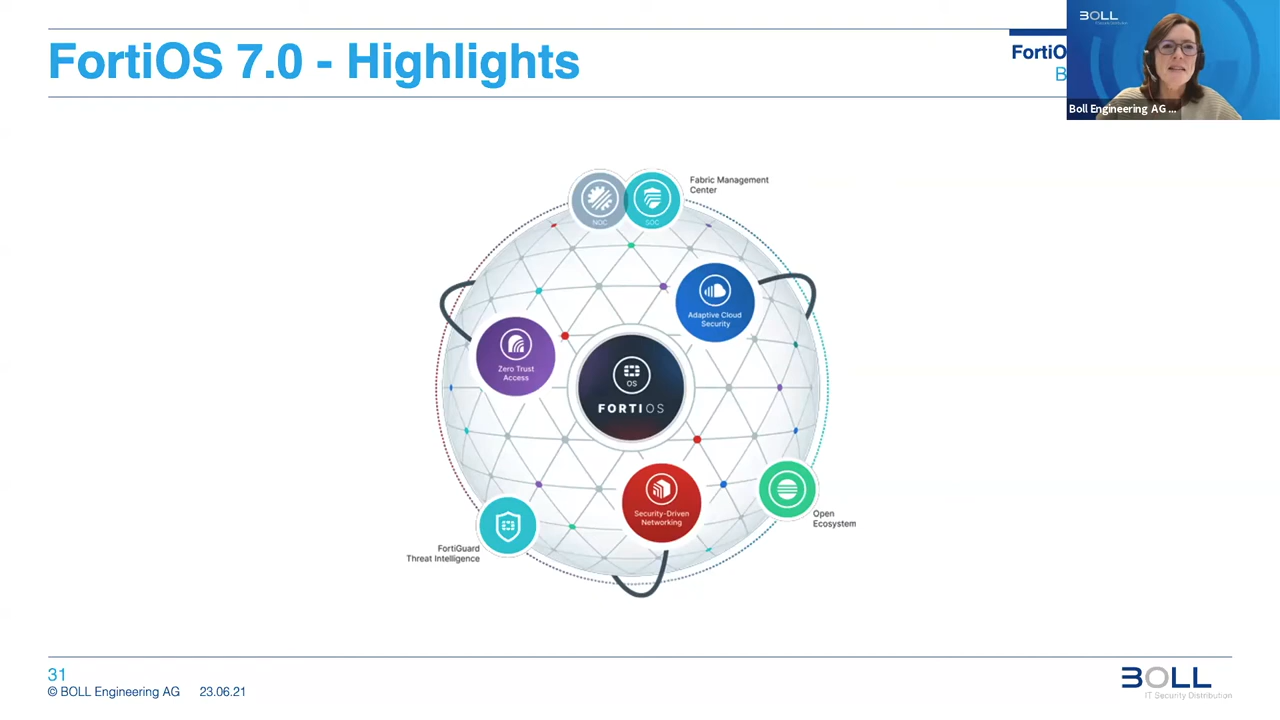 FortiOS 7.0 - Highlights
FortiO
B
BOLL
Boll Engineering AG ...
Fabric Management
Center
NOC
SOC
Adaptive Cloud
Security
Zero Trust
Access
OS
FORTIOS
Security-Driven
Networking
Open
Ecosystem
FortiGuard
Threat Intelligence
31
© BOLL Engineering AG 23.06.21
BOLL
IT Security Distribution